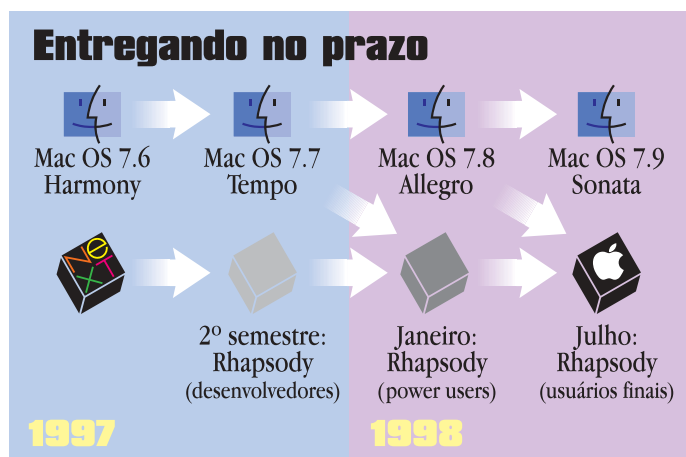 Entregando no prazo
Mac OS 7.6
Harmony
Mac OS 7.7
Tempo
Mac OS 7.8
Allegro
Mac OS 7.9
Sonata
NeXT
2º semestre:
Rhapsody
(desenvolvedores)
Janeiro:
Rhapsody
(power users)
Julho:
Rhapsody
(usuários finais)
1997
1998